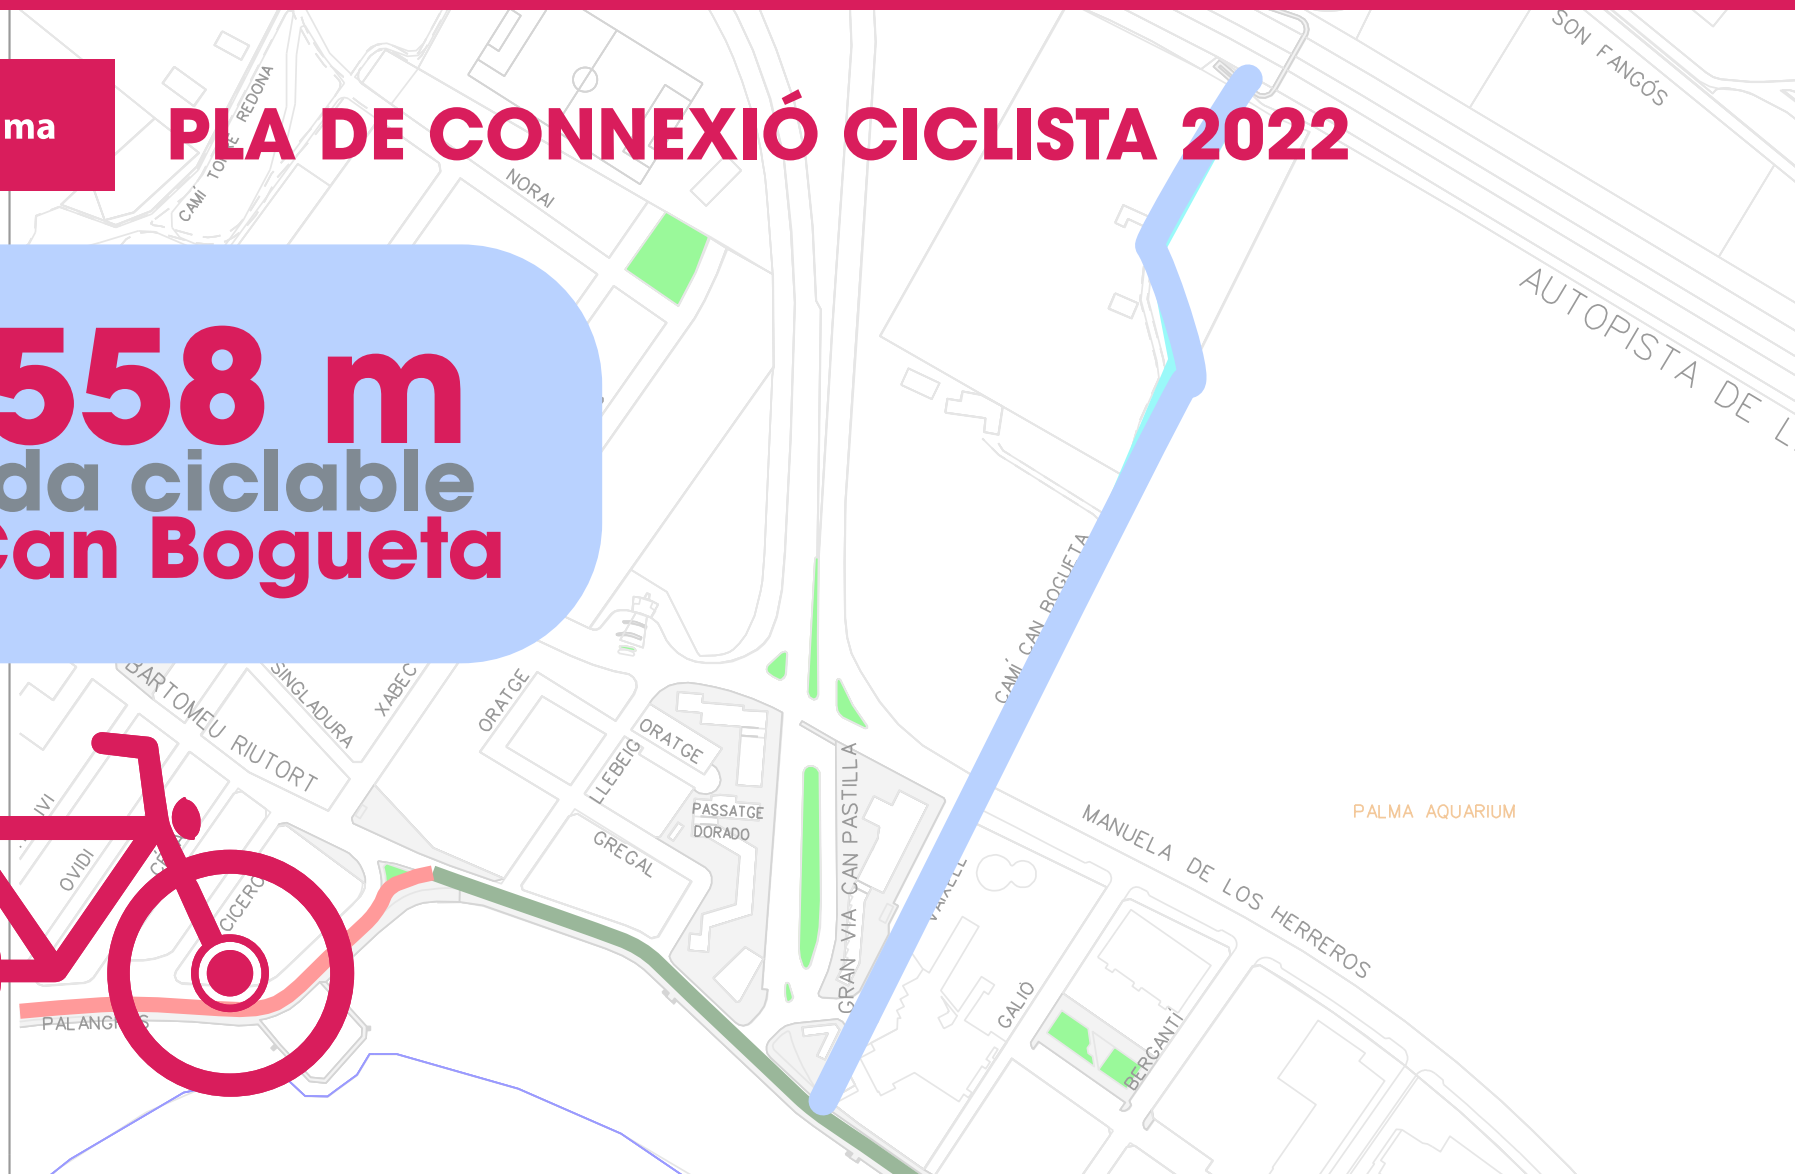 SON FANGÓS
ma
PLA DE CONNEXIÓ CICLISTA 2022
CAMÍ TORRE REDONA
NORAI
558 m
da ciclable
Can Bogueta
AUTOPISTA DE L
CAMÍ CAN BOGUETA
BARTOMEU RIUTORT
SINGLADURA
XABEC
ORATGE
ORATGE
LLEBEIG
PASSATGE
DORADO
GREGAL
GRAN VIA CAN PASTILLA
MANUELA DE LOS HERREROS
PALMA AQUARIUM
OVIDI
CICERÓ
GALIÓ
BERGANTÍ